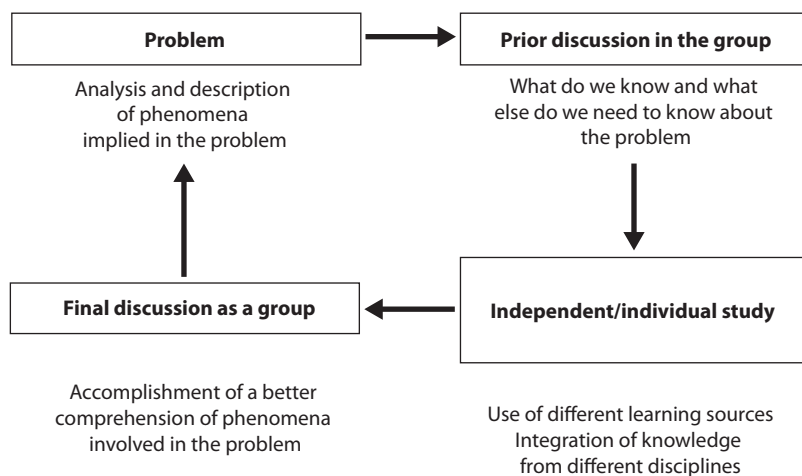 Problem
Analysis and description
of phenomena
implied in the problem
Prior discussion in the group
What do we know and what
else do we need to know about
the problem
Independent/individual study
Use of different learning sources
Integration of knowledge
from different disciplines
Final discussion as a group
Accomplishment of a better
comprehension of phenomena
involved in the problem